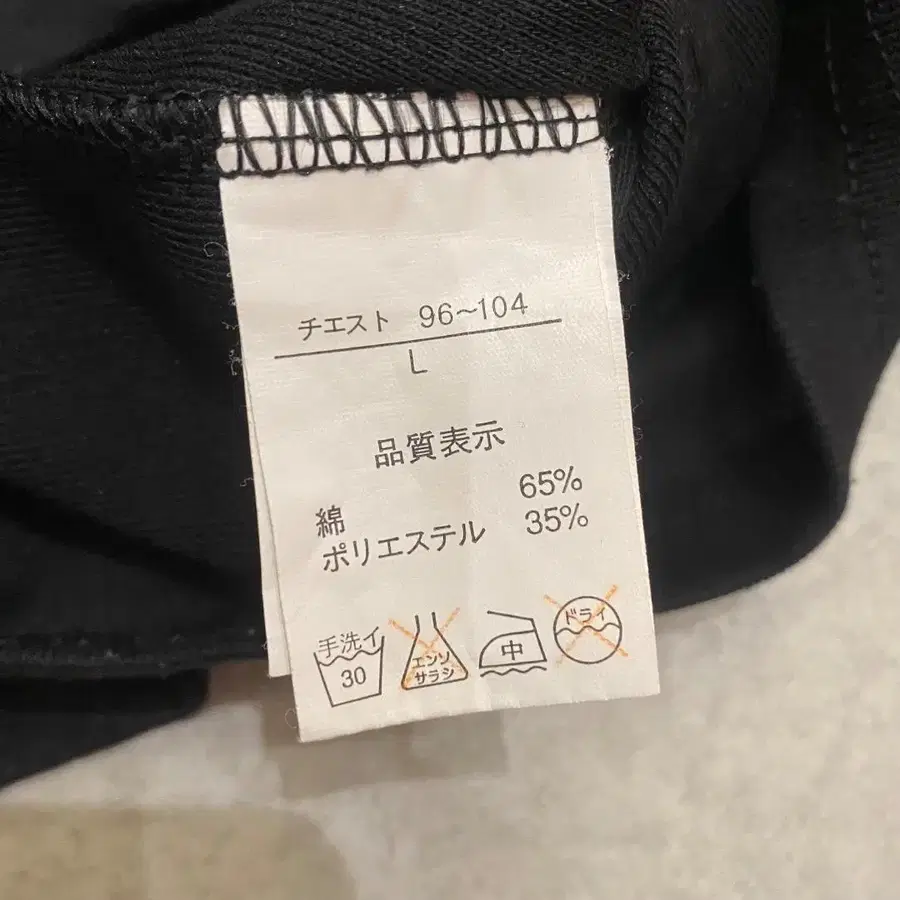 チエスト 96~104
L
品質表示
綿 65%
ポリエステル 35%
手洗イ
30
エンソ
サラシ
中
ドライ